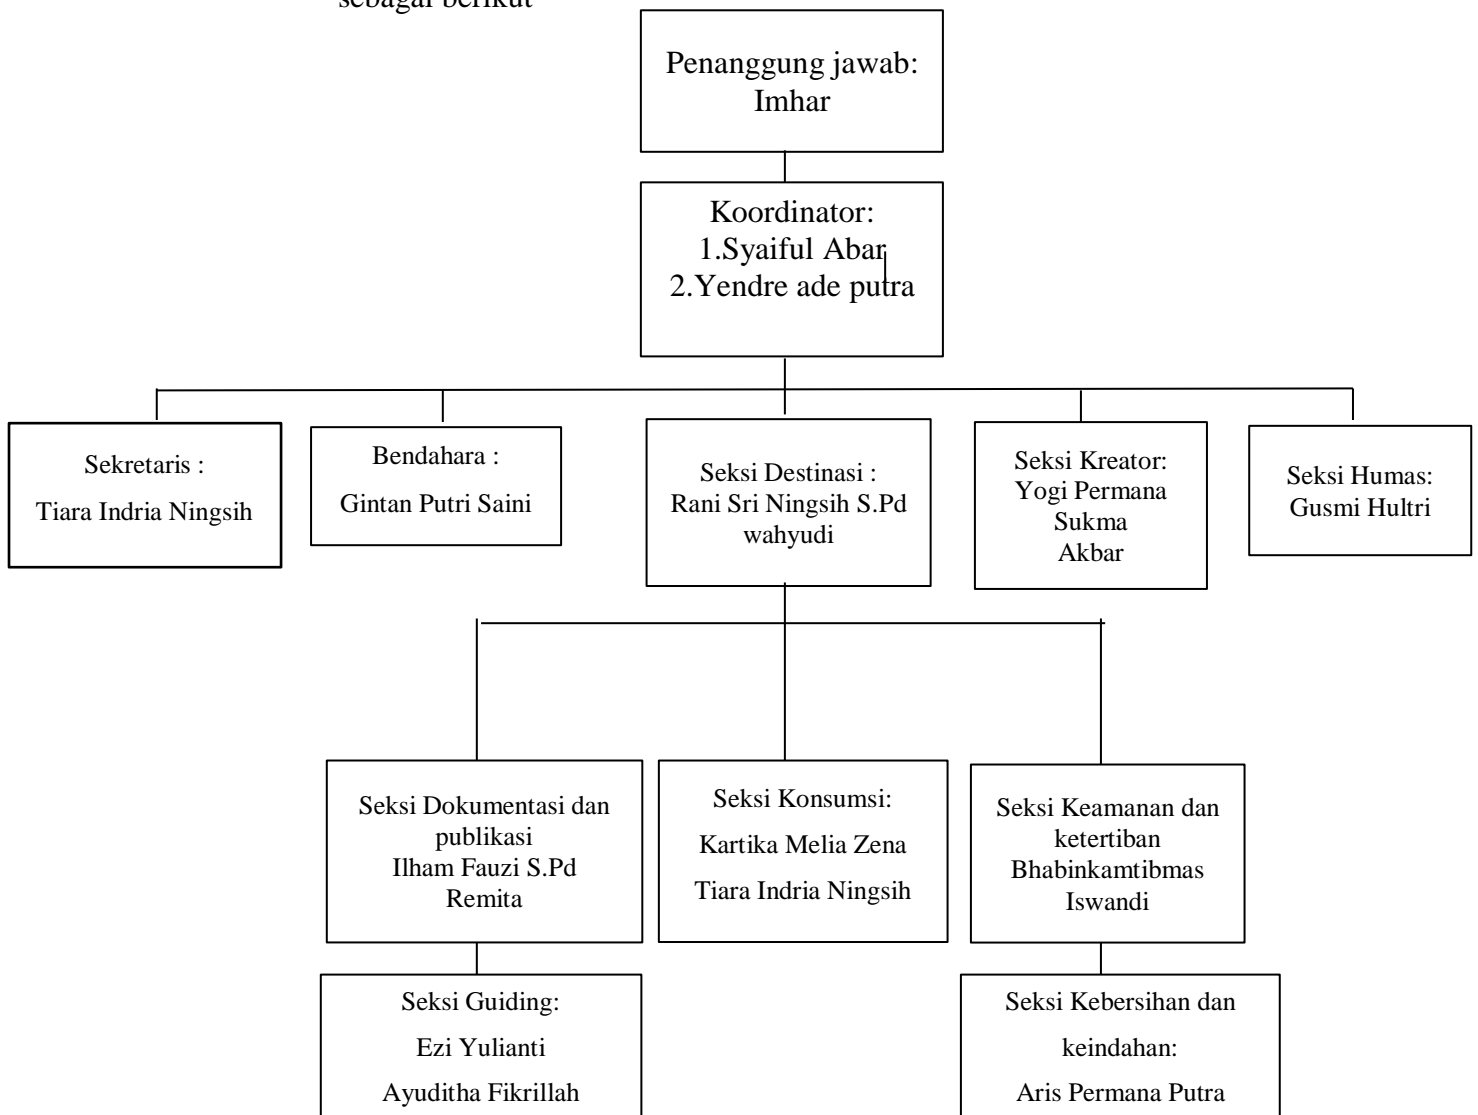 sebagai berikut
Penanggung jawab:
Imhar
Koordinator:
1.Syaiful Abar
2.Yendre ade putra
Sekretaris :
Tiara Indria Ningsih
Bendahara :
Gintan Putri Saini
Seksi Destinasi :
Rani Sri Ningsih S.Pd
wahyudi
Seksi Kreator:
Yogi Permana
Sukma
Akbar
Seksi Humas:
Gusmi Hultri
Seksi Dokumentasi dan
publikasi
Ilham Fauzi S.Pd
Remita
Seksi Konsumsi:
Kartika Melia Zena
Tiara Indria Ningsih
Seksi Keamanan dan
ketertiban
Bhabinkamtibmas
Iswandi
Seksi Guiding:
Ezi Yulianti
Ayuditha Fikrillah
Seksi Kebersihan dan
keindahan:
Aris Permana Putra